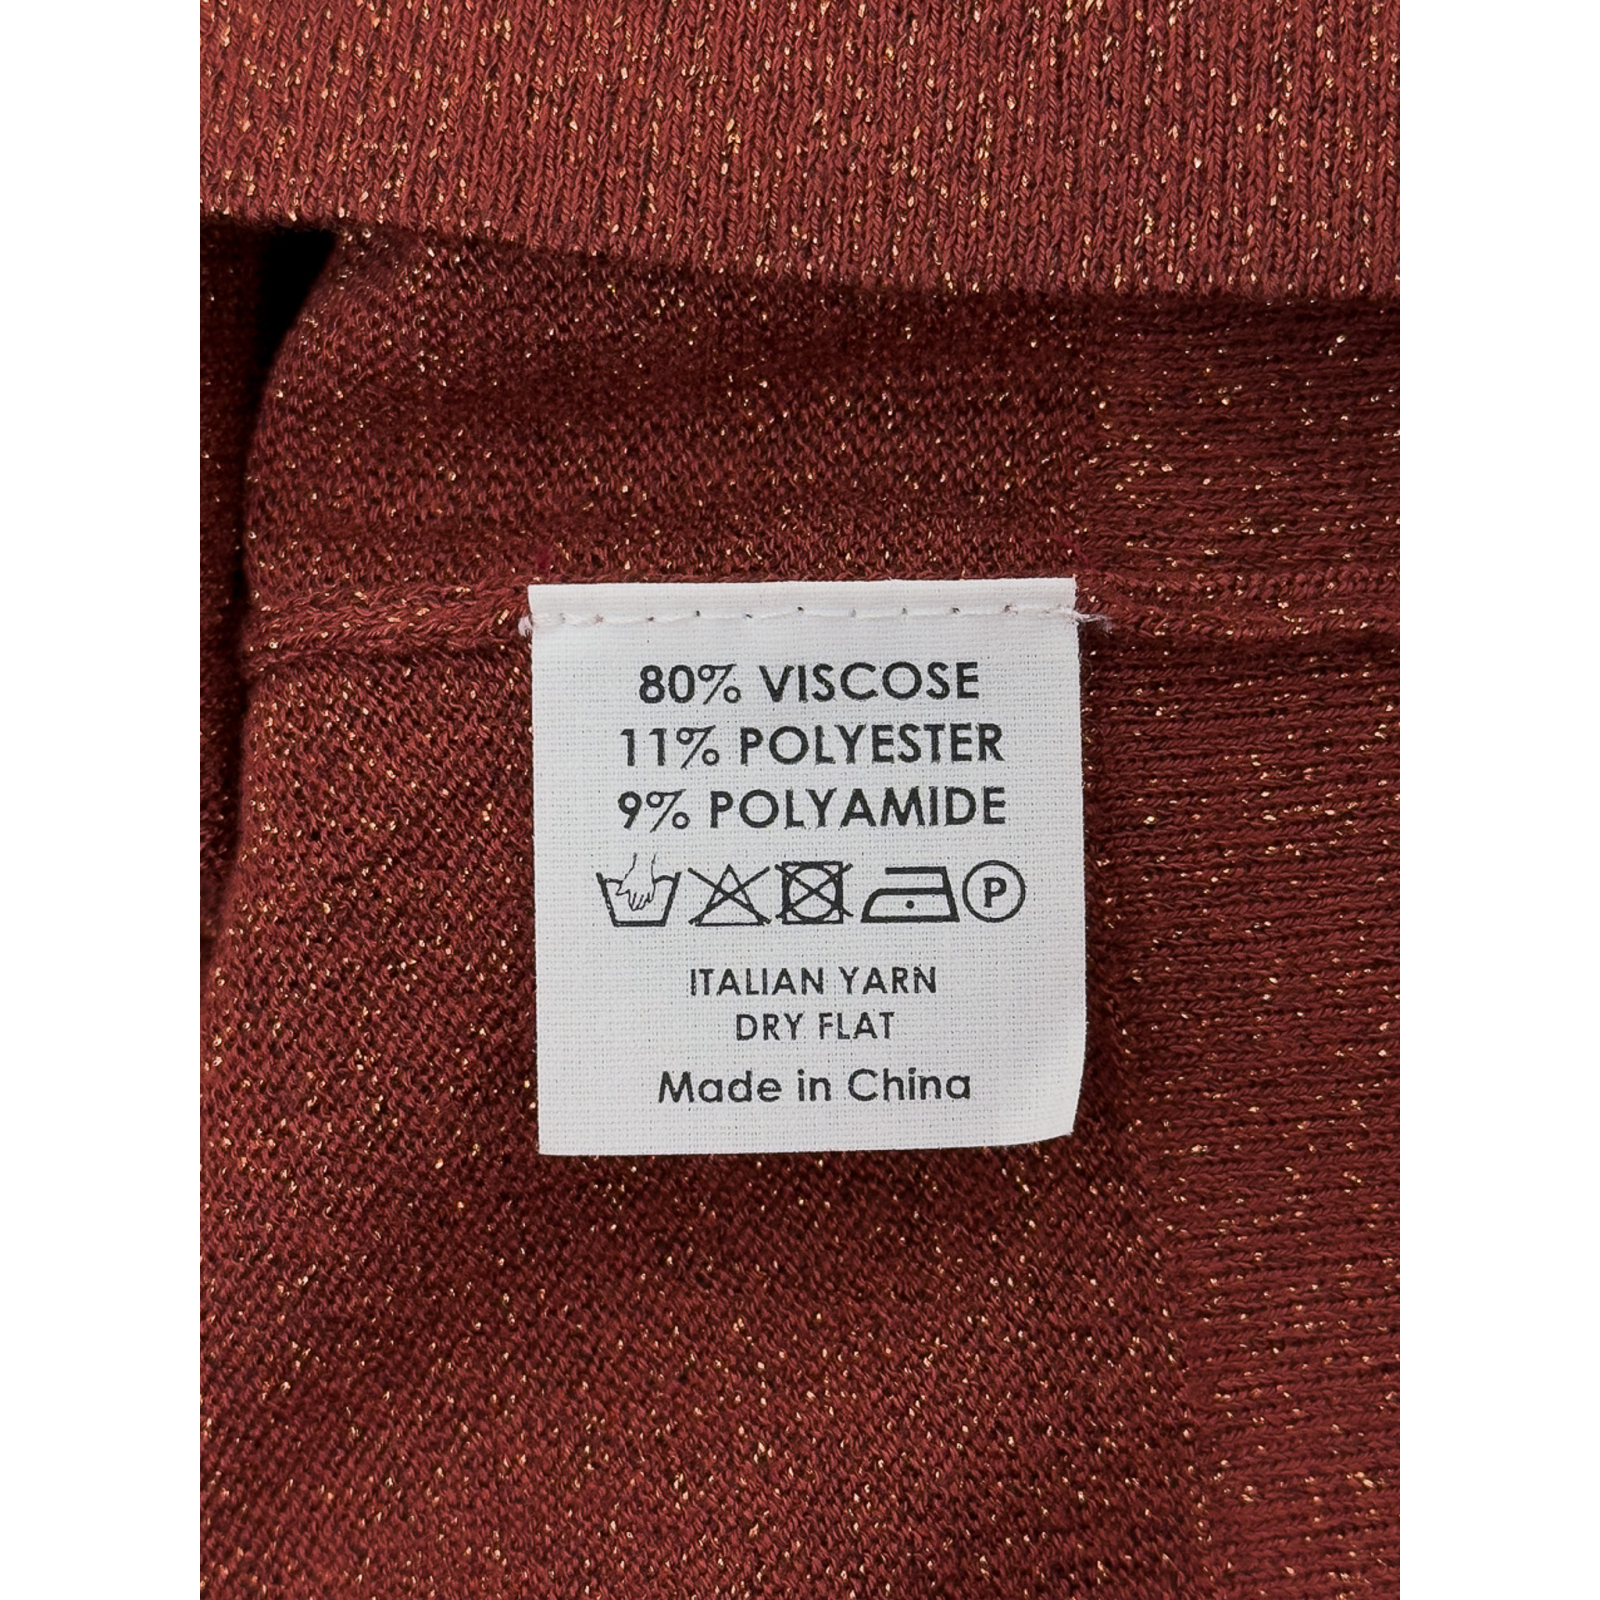 80% VISCOSE
11% POLYESTER
9% POLYAMIDE
P
ITALIAN YARN
DRY FLAT
Made in China